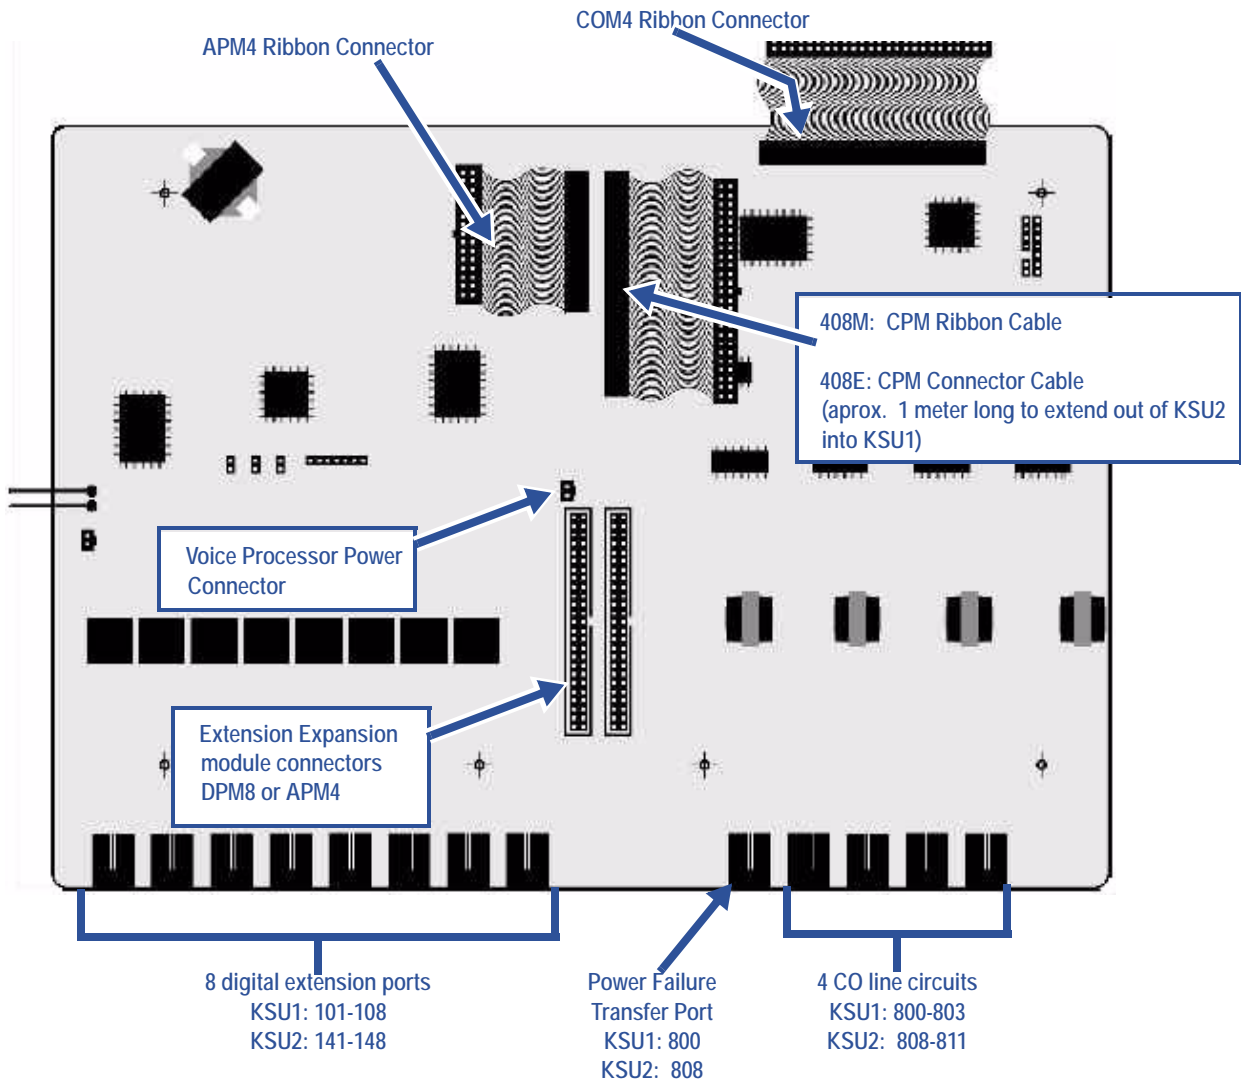 COM4 Ribbon Connector
APM4 Ribbon Connector
408M: CPM Ribbon Cable
408E: CPM Connector Cable
(aprox. 1 meter long to extend out of KSU2
into KSU1)
Voice Processor Power
Connector
Extension Expansion
module connectors
DPM8 or APM4
8 digital extension ports
KSU1: 101-108
KSU2: 141-148
Power Failure
Transfer Port
KSU1: 800
KSU2: 808
4 CO line circuits
KSU1: 800-803
KSU2: 808-811